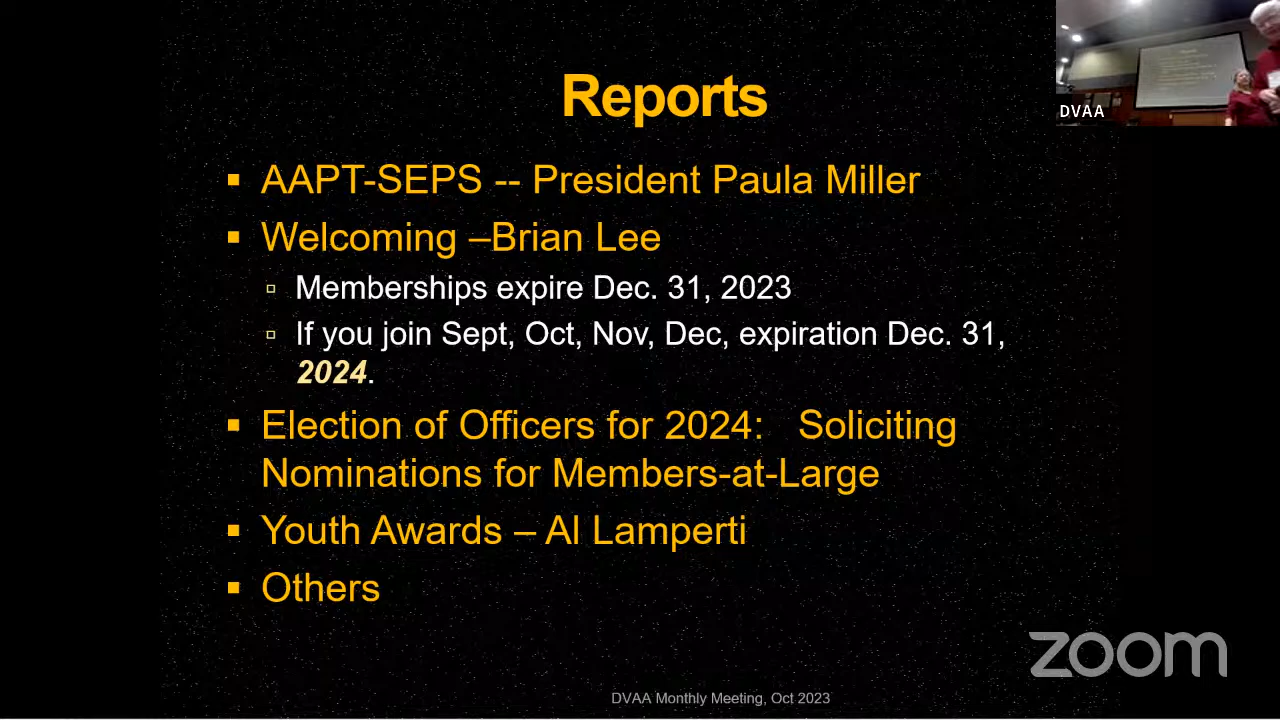 Reports
DVAA
AAPT-SEPS -- President Paula Miller
Welcoming –Brian Lee
Memberships expire Dec. 31, 2023
If you join Sept, Oct, Nov, Dec, expiration Dec. 31,
2024.
Election of Officers for 2024: Soliciting
Nominations for Members-at-Large
Youth Awards – Al Lamperti
Others
zoom
DVAA Monthly Meeting, Oct 2023